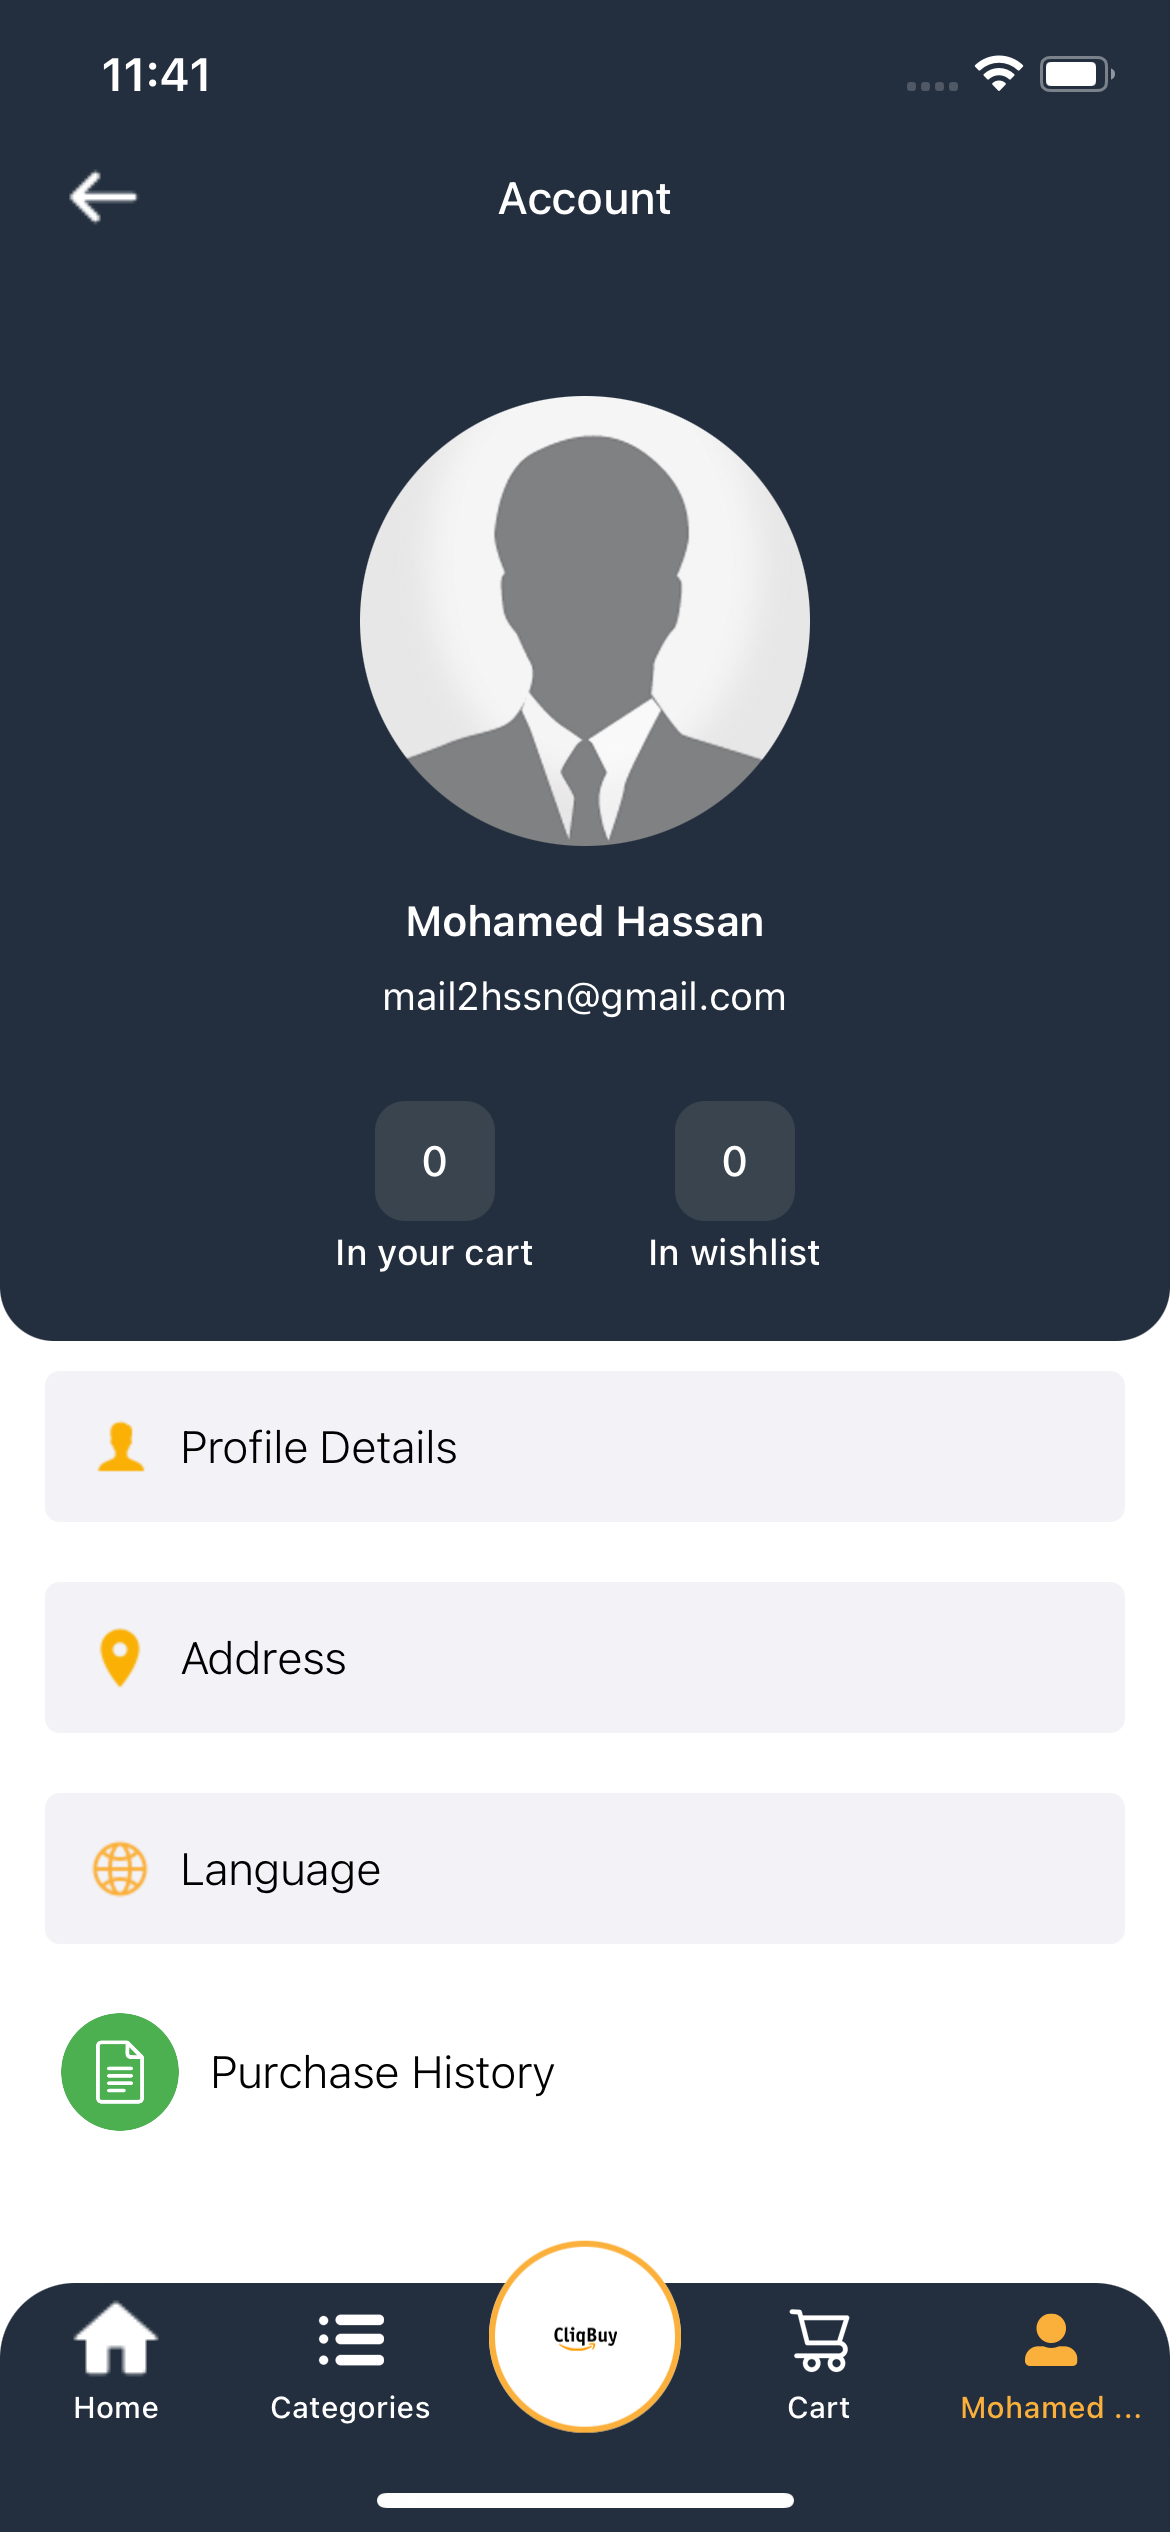 11:41
Account
Mohamed Hassan
mail2hssn@gmail.com
0
0
In your cart
In wishlist
Profile Details
Address
Language
Purchase History
CliqBuy
Home
Categories
Cart
Mohamed ...